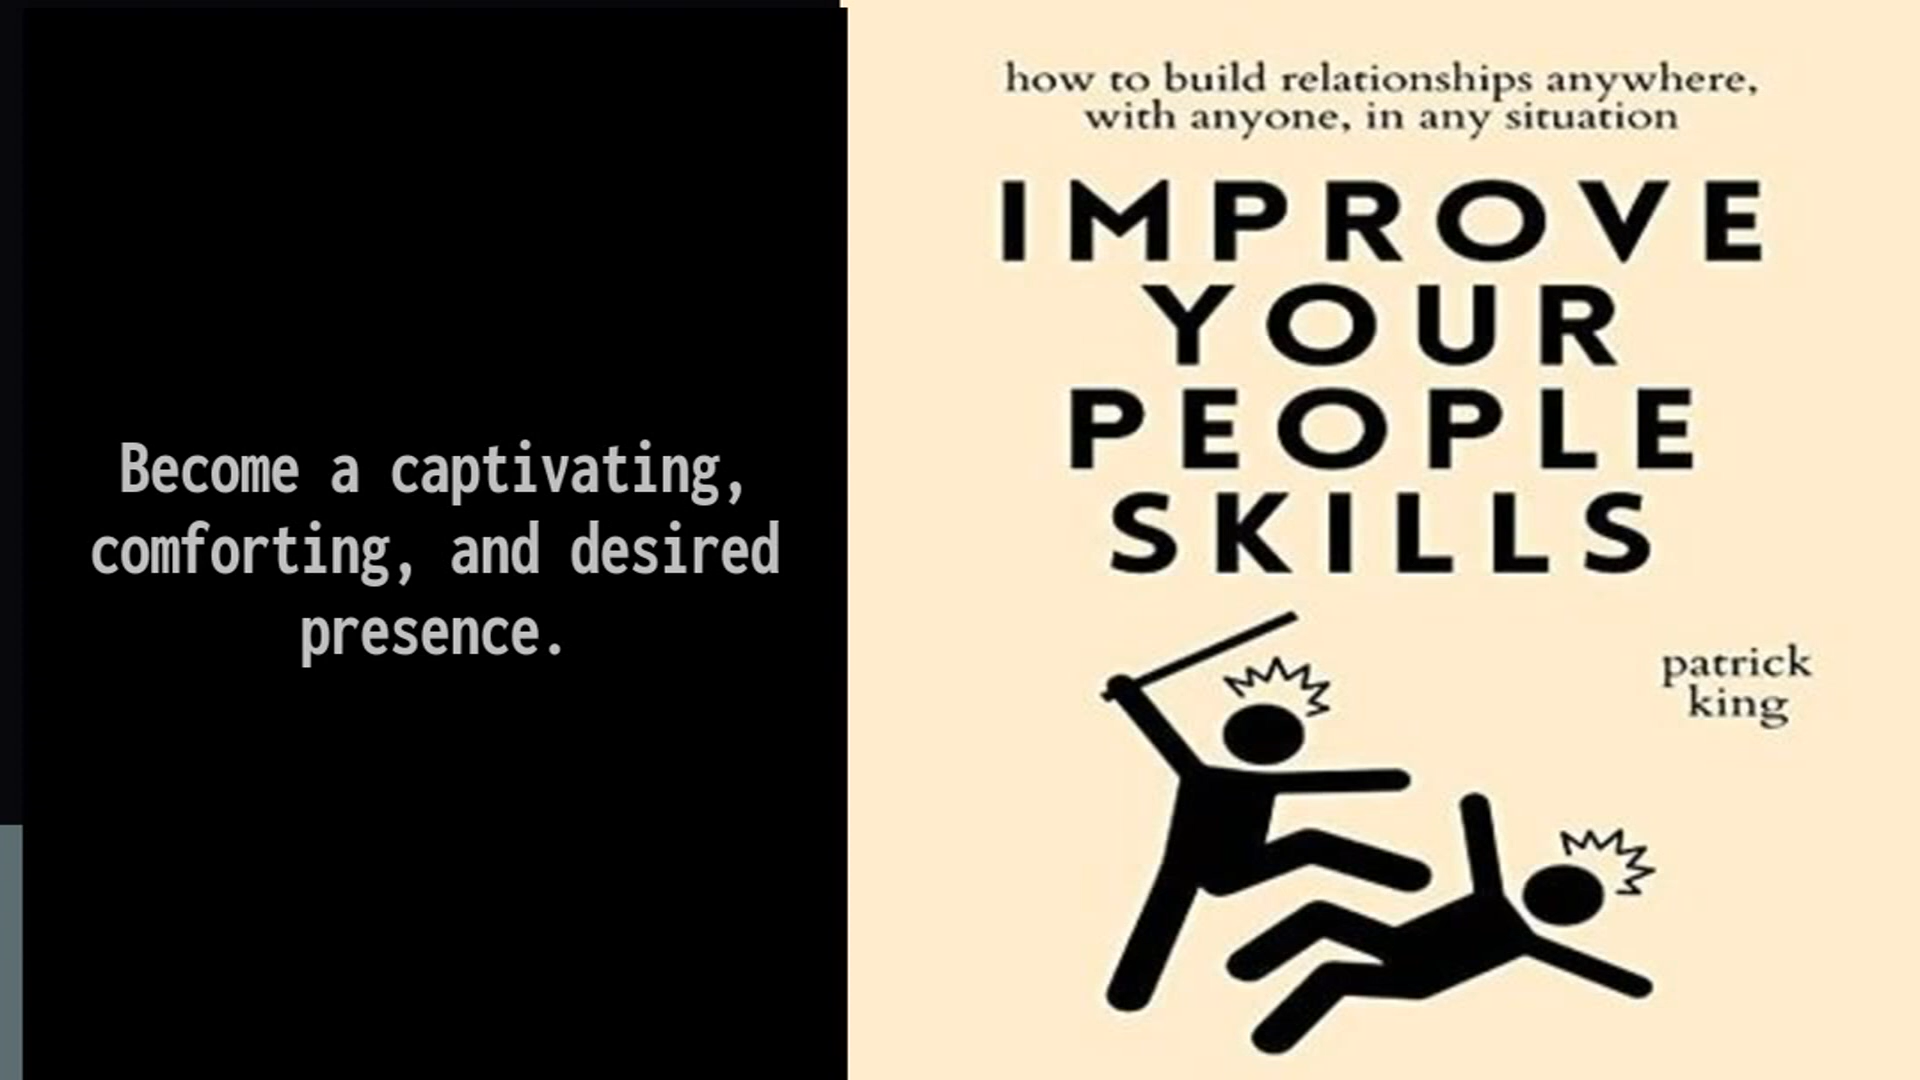 Become a captivating,
comforting, and desired
presence.
how to build relationships anywhere,
with anyone, in any situation
IMPROVE
YOUR
PEOPLE
SKILLS
patrick
king